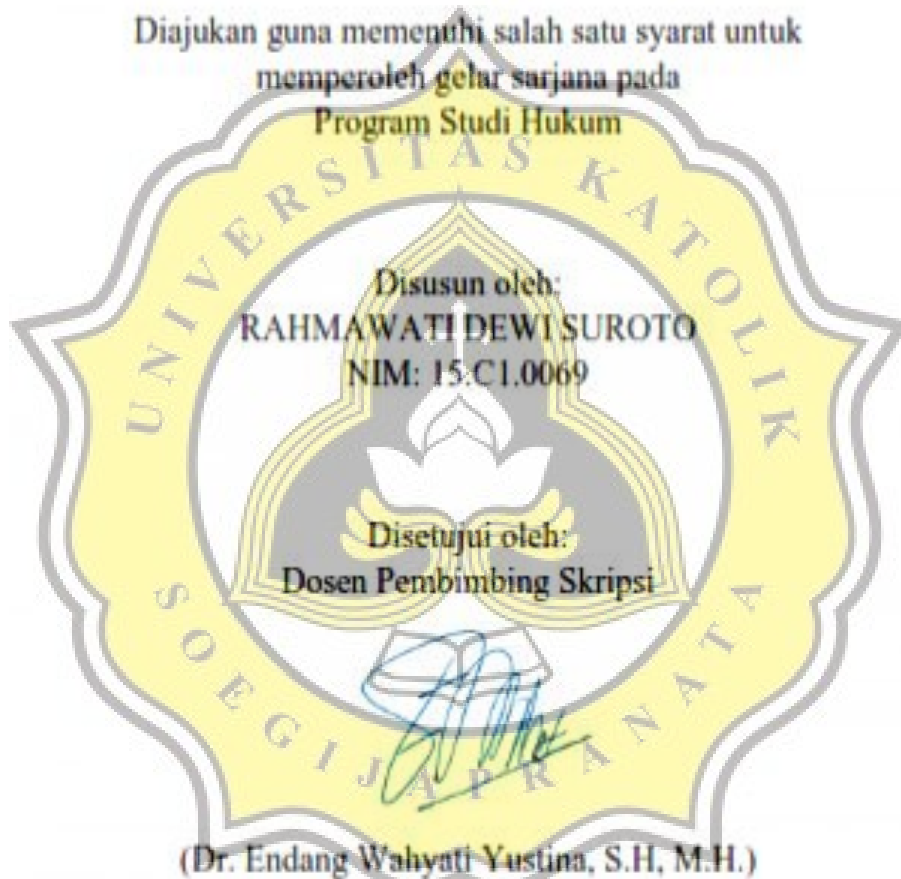 Diajukan guna memenuhi salah satu syarat untuk
memperoleh gelar sarjana pada
Program Studi Hukum
UNIVERSITAS KATOLIK
Disusun oleh:
RAHMAWATI DEWI SUROTO
NIM: 15.C1.0069
Disetujui oleh:
Dosen Pembimbing Skripsi
SOEGIJAPRANATA
(Dr. Endang Wahyati Yustina, S.H, M.H.)